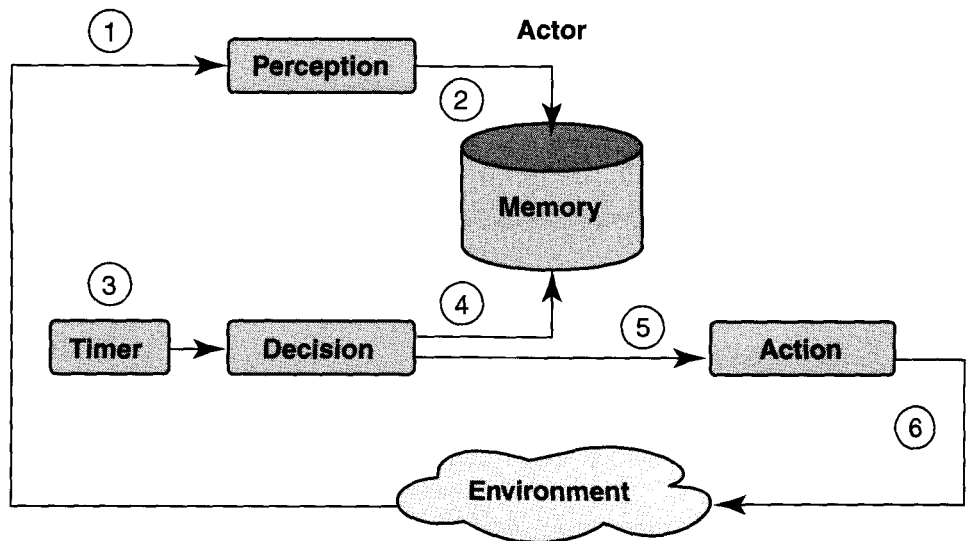 1
Actor
Perception
2
Memory
3
4
5
Timer
Decision
Action
6
Environment